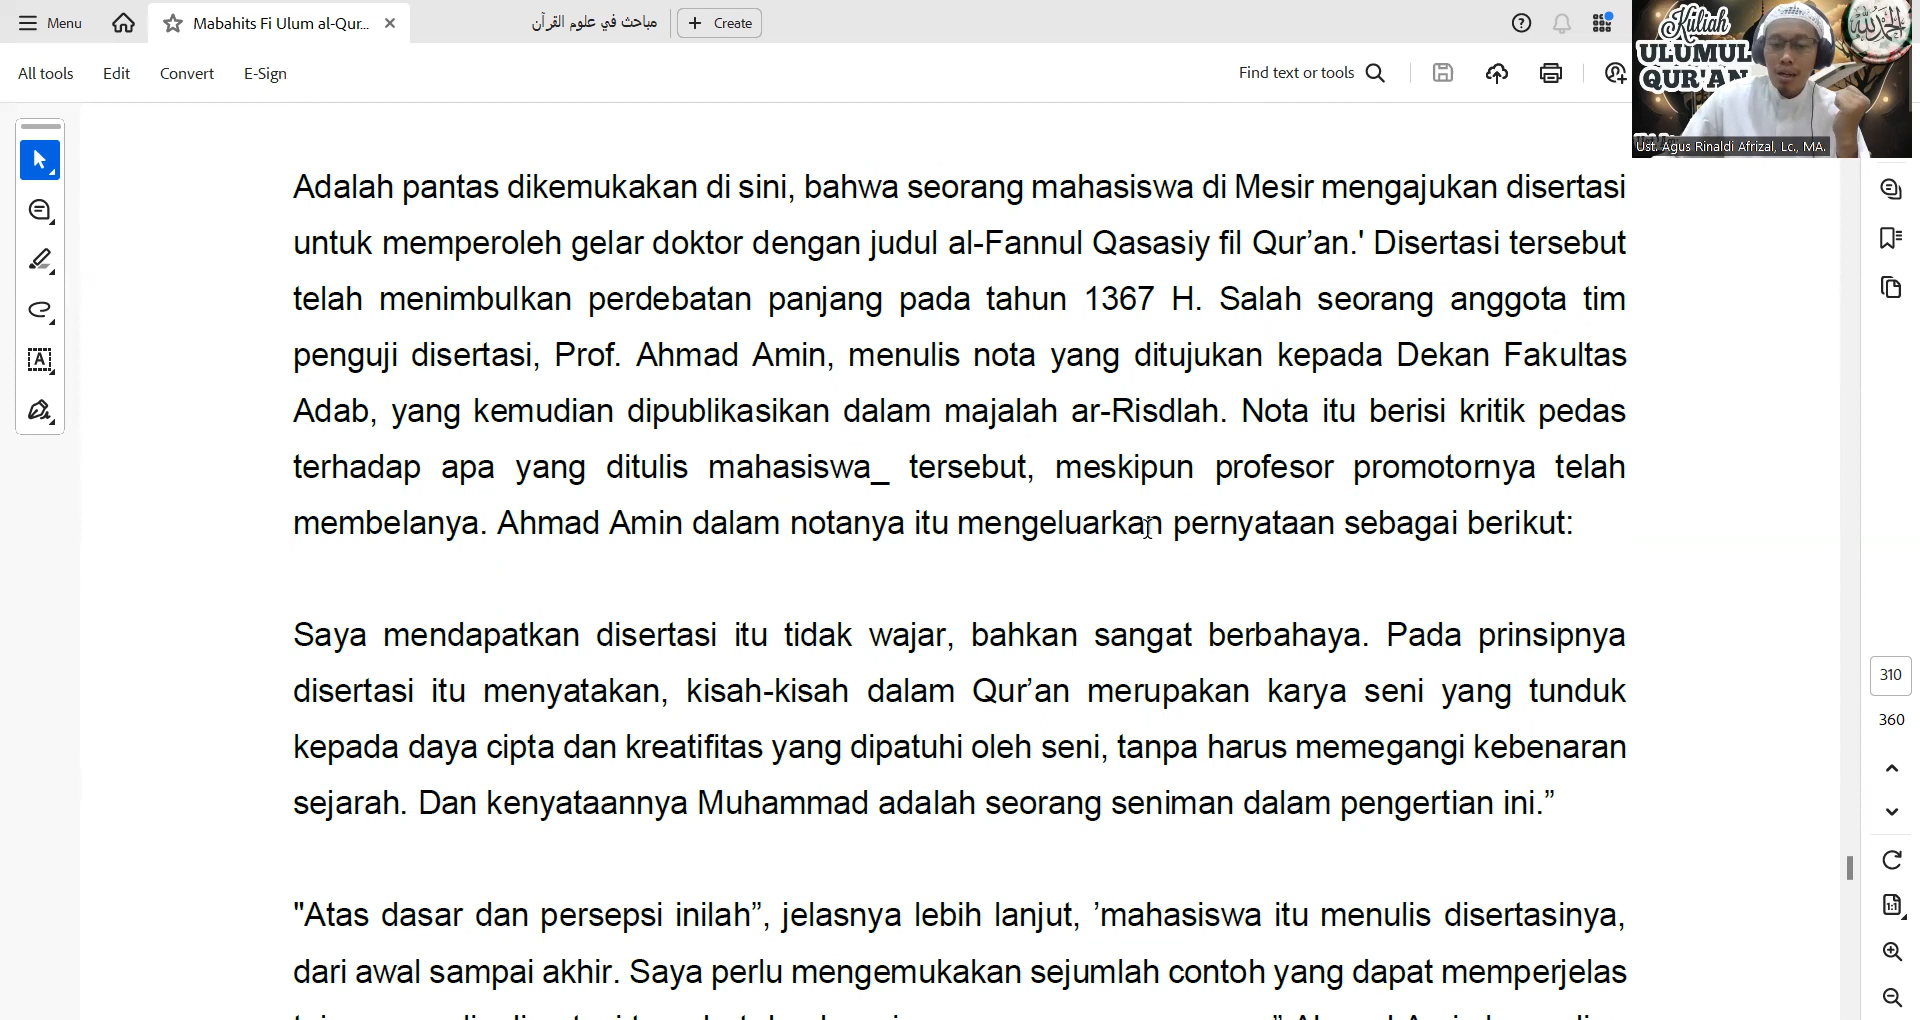 Menu
Mabahits Fi Ulum al-Qur...
مباحث في علوم القرآن
Create
All tools
Edit
Convert
E-Sign
Find text or tools
Kuliah
ULUMUL
QUR'AN
Ust. Agus Rinaldi Afrizal, Lc., MA.
Adalah pantas dikemukakan di sini, bahwa seorang mahasiswa di Mesir mengajukan disertasi
untuk memperoleh gelar doktor dengan judul al-Fannul Qasasiy fil Qur’an.' Disertasi tersebut
telah menimbulkan perdebatan panjang pada tahun 1367 H. Salah seorang anggota tim
penguji disertasi, Prof. Ahmad Amin, menulis nota yang ditujukan kepada Dekan Fakultas
Adab, yang kemudian dipublikasikan dalam majalah ar-Risdlah. Nota itu berisi kritik pedas
terhadap apa yang ditulis mahasiswa_ tersebut, meskipun profesor promotornya telah
membelanya. Ahmad Amin dalam notanya itu mengeluarkan pernyataan sebagai berikut:
Saya mendapatkan disertasi itu tidak wajar, bahkan sangat berbahaya. Pada prinsipnya
disertasi itu menyatakan, kisah-kisah dalam Qur’an merupakan karya seni yang tunduk
kepada daya cipta dan kreatifitas yang dipatuhi oleh seni, tanpa harus memegangi kebenaran
sejarah. Dan kenyataannya Muhammad adalah seorang seniman dalam pengertian ini.”
"Atas dasar dan persepsi inilah”, jelasnya lebih lanjut, ’mahasiswa itu menulis disertasinya,
dari awal sampai akhir. Saya perlu mengemukakan sejumlah contoh yang dapat memperjelas
310
360